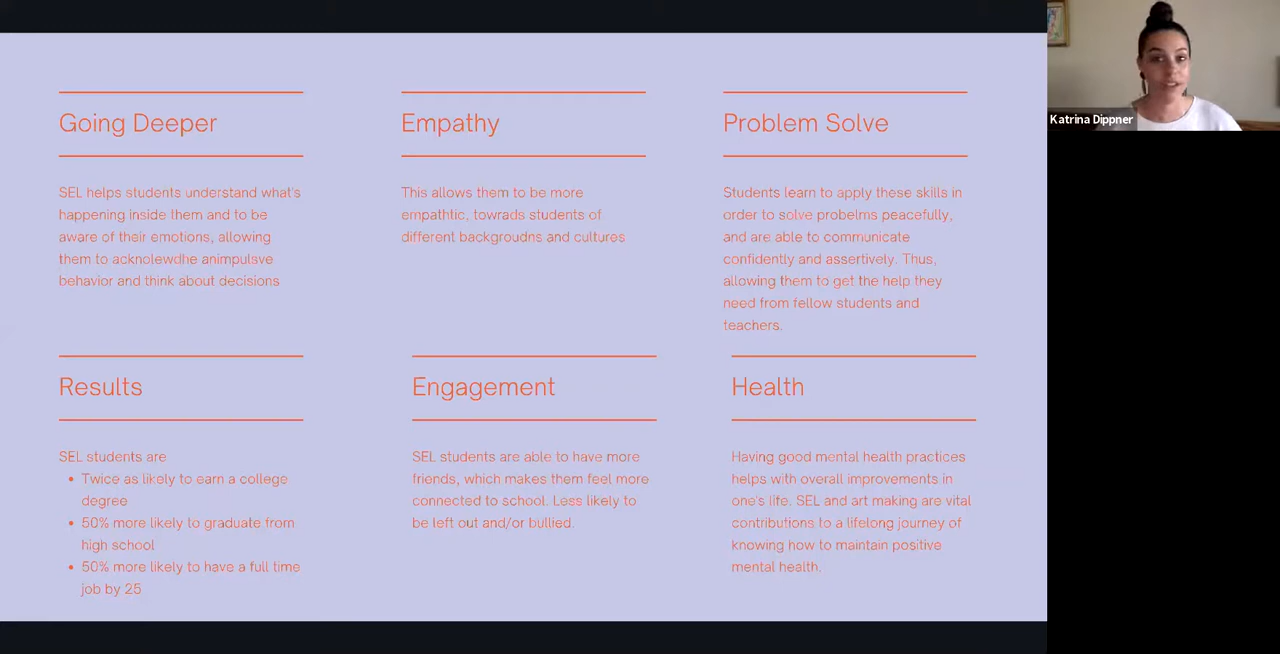 Going Deeper
SEL helps students understand what's
happening inside them and to be
aware of their emotions, allowing
them to acknolewdhe animpulsve
behavior and think about decisions
Empathy
This allows them to be more
empathtic, towrads students of
different backgroudns and cultures
Problem Solve
Students learn to apply these skills in
order to solve probelms peacefully,
and are able to communicate
confidently and assertively. Thus,
allowing them to get the help they
need from fellow students and
teachers.
Results
SEL students are
• Twice as likely to earn a college
degree
• 50% more likely to graduate from
high school
• 50% more likely to have a full time
job by 25
Engagement
SEL students are able to have more
friends, which makes them feel more
connected to school. Less likely to
be left out and/or bullied.
Health
Having good mental health practices
helps with overall improvements in
one's life. SEL and art making are vital
contributions to a lifelong journey of
knowing how to maintain positive
mental health.
Katrina Dippner